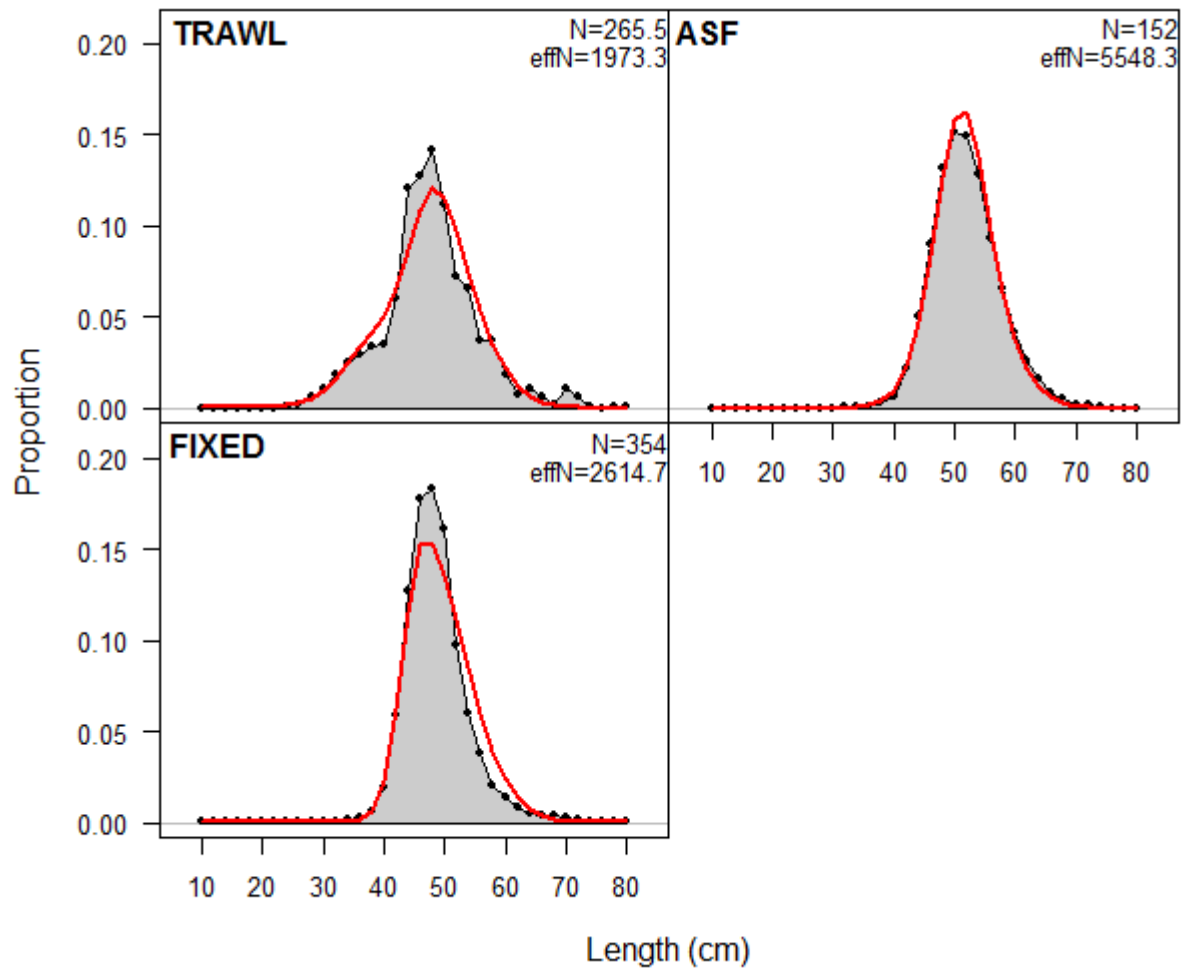 TRAWL
N=265.5
effN=1973.3
ASF
N=152
effN=5548.3
0.20
0.15
0.10
0.05
0.00
10 20 30 40 50 60 70 80
FIXED
N=354
effN=2614.7
0.20
0.15
0.10
0.05
0.00
10 20 30 40 50 60 70 80
Proportion
Length (cm)